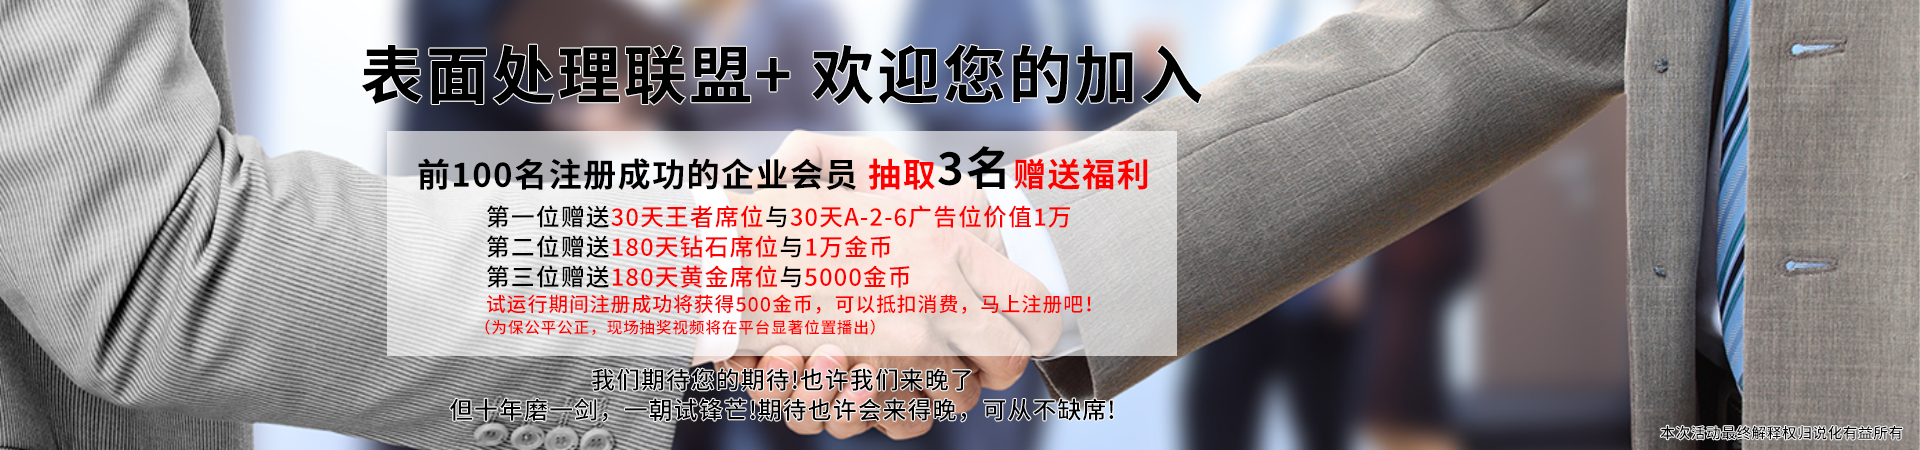 表面处理联盟+ 欢迎您的加入
前100名注册成功的企业会员 抽取3名赠送福利
第一位赠送30天王者席位与30天A-2-6广告位价值1万
第二位赠送180天钻石席位与1万金币
第三位赠送180天黄金席位与5000金币
试运行期间注册成功将获得500金币，可以抵扣消费，马上注册吧！
（为保公平公正，现场抽奖视频将在平台显著位置播出）
我们期待您的期待!也许我们来晚了
但十年磨一剑，一朝试锋芒!期待也许会来得晚，可从不缺席!
本次活动最终解释权归说化有益所有